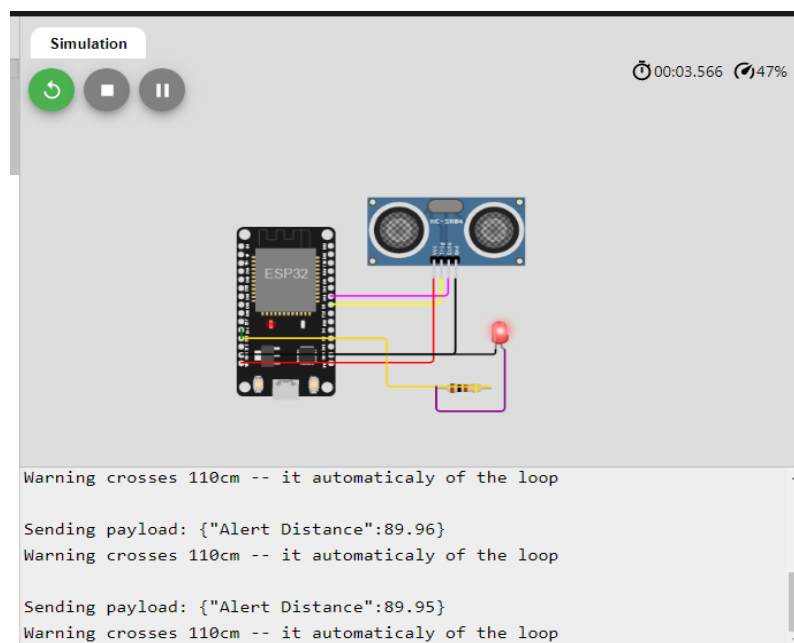 Simulation
00:03.566 47%
HC-SR04
ESP32
Warning crosses 110cm -- it automaticaly of the loop
Sending payload: {"Alert Distance":89.96}
Warning crosses 110cm -- it automaticaly of the loop
Sending payload: {"Alert Distance":89.95}
Warning crosses 110cm -- it automaticaly of the loop